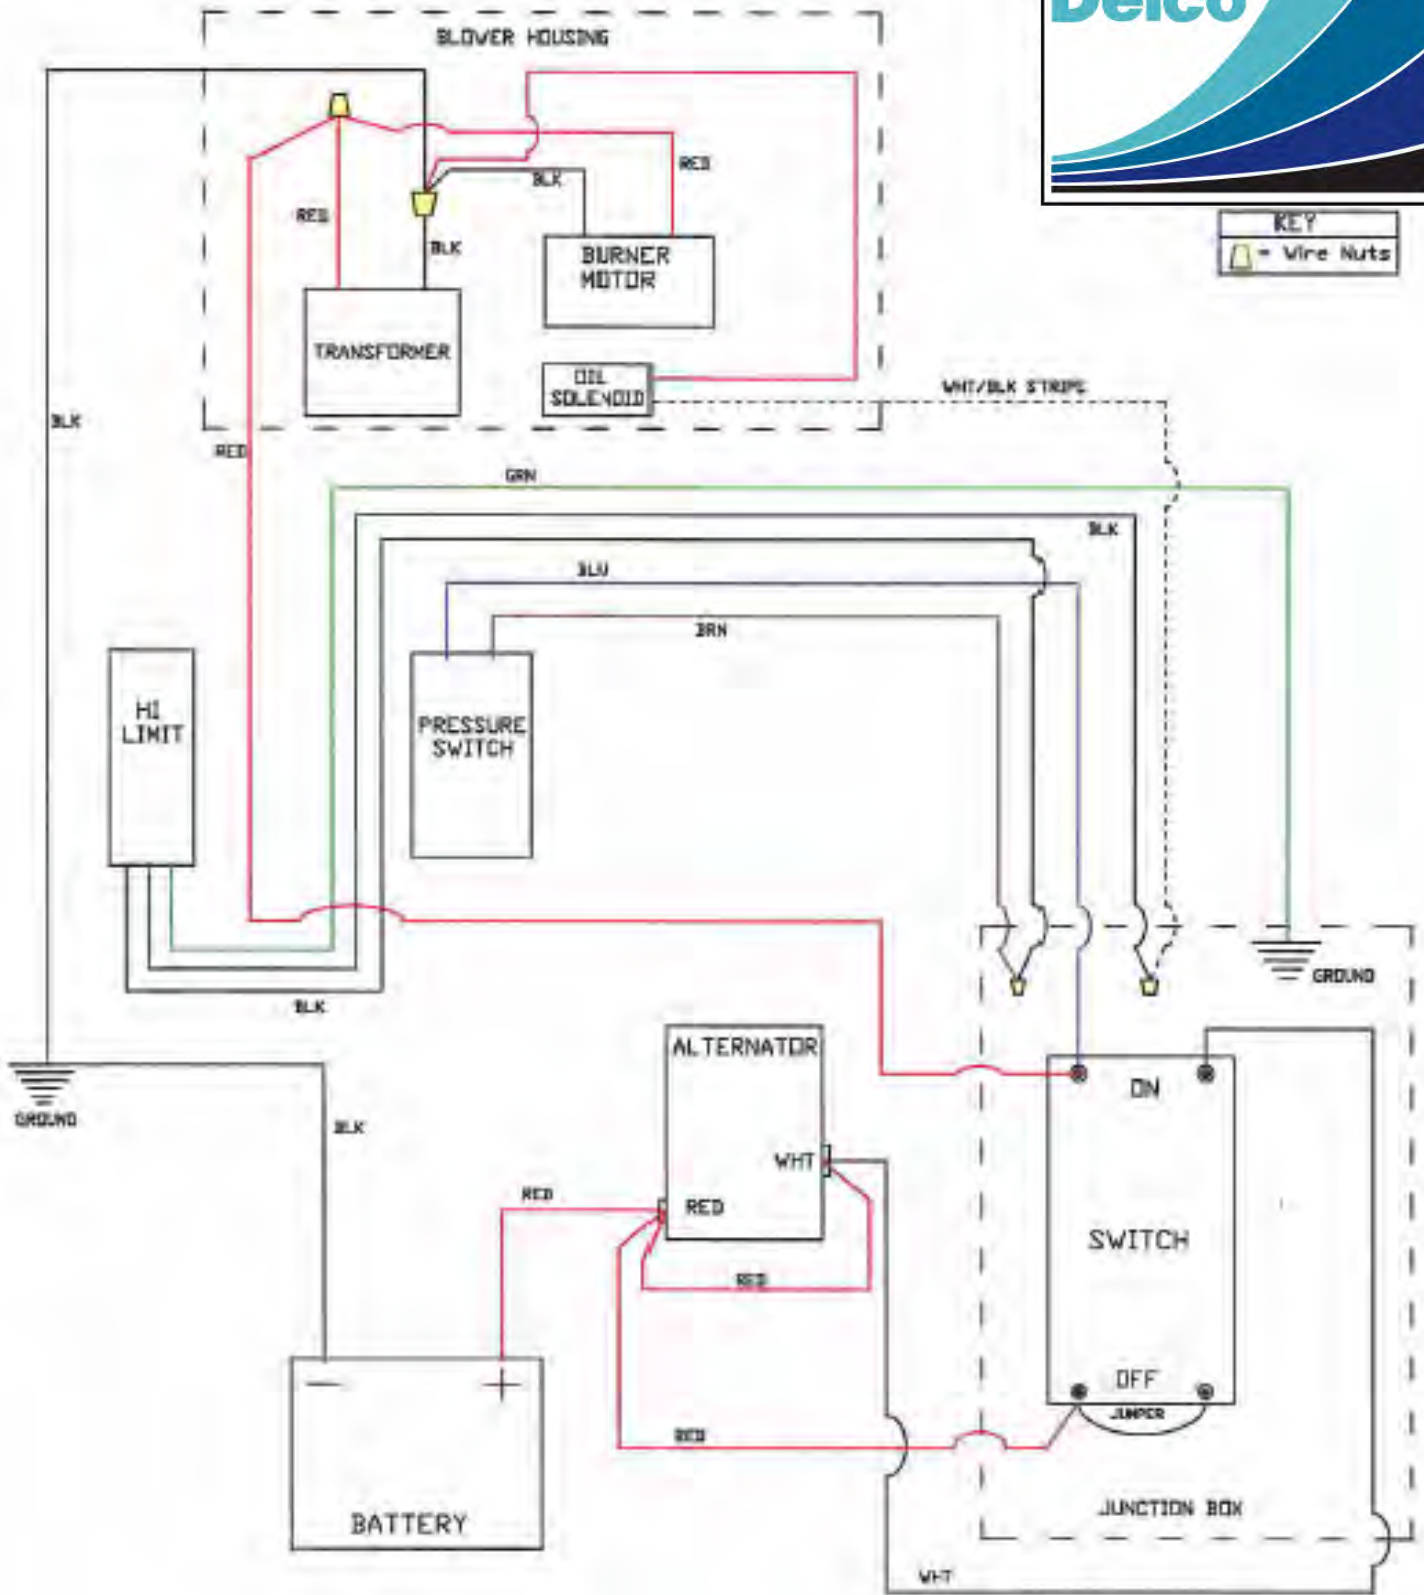 Delco
BLOWER HOUSING
RED
BLK
RED
BLK
KEY
= Wire Nuts
BURNER
MOTOR
TRANSFORMER
OIL
SOLENOID
WHT/BLK STRIPE
BLK
RED
GRN
BLK
BLU
BRN
HI
LIMIT
PRESSURE
SWITCH
BLK
GROUND
ALTERNATOR
ON
GROUND
BLK
WHT
RED
RED
SWITCH
RED
OFF
JUMPER
RED
JUNCTION BOX
BATTERY
WHT